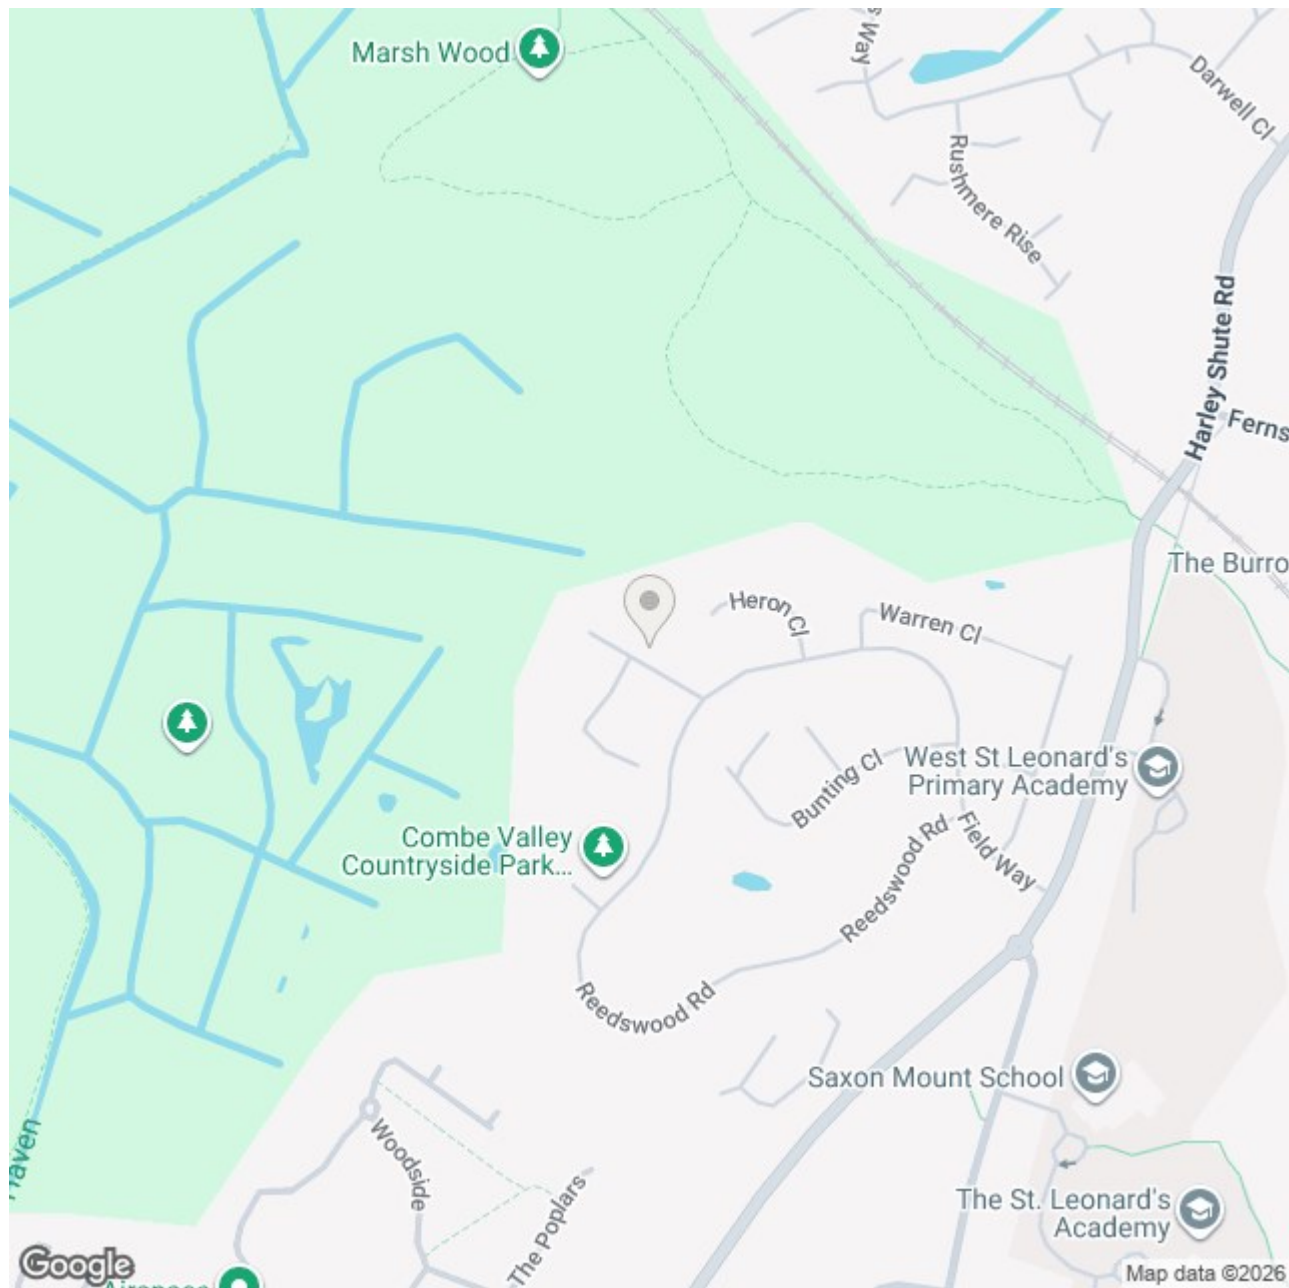 Marsh Wood
s Way
Darwell Cl
Rushmere Rise
Harley Shute Rd
Ferns
The Burro
Heron Cl
Warren Cl
West St Leonard's
Primary Academy
Bunting Cl
Combe Valley
Countryside Park...
Reedswood Rd
Field Way
Reedswood Rd
Saxon Mount School
Woodside
The Poplars
Haven
The St. Leonard's
Academy
Google
Map data ©2026